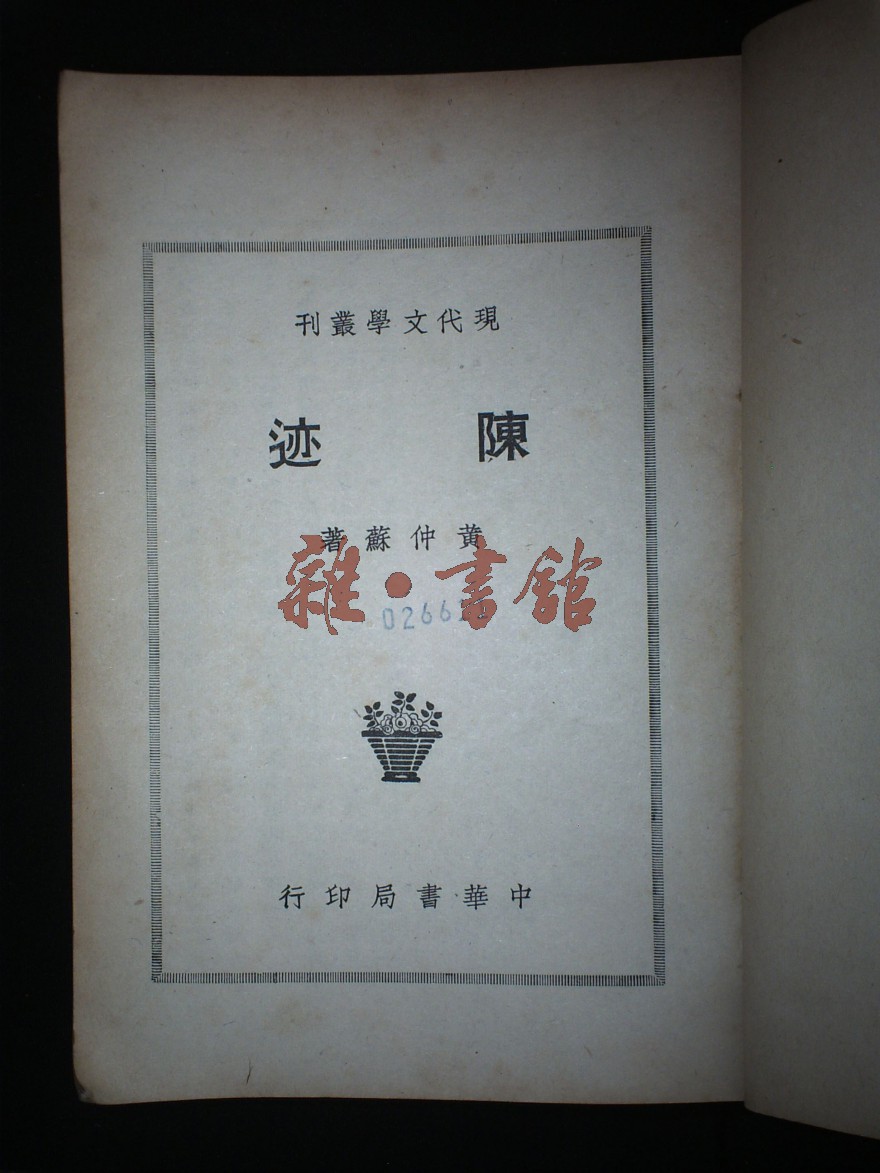 現代文學叢刊
陳迹
黃仲蘇著
雜·書館
0266
中華書局印行